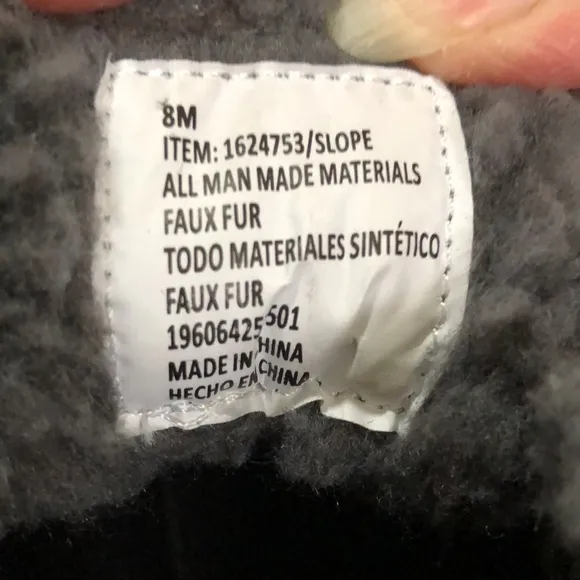 8M
ITEM: 1624753/SLOPE
ALL MAN MADE MATERIALS
FAUX FUR
TODO MATERIALES SINTÉTICO
FAUX FUR
MADE IN CHINA
HECHO EN CHINA